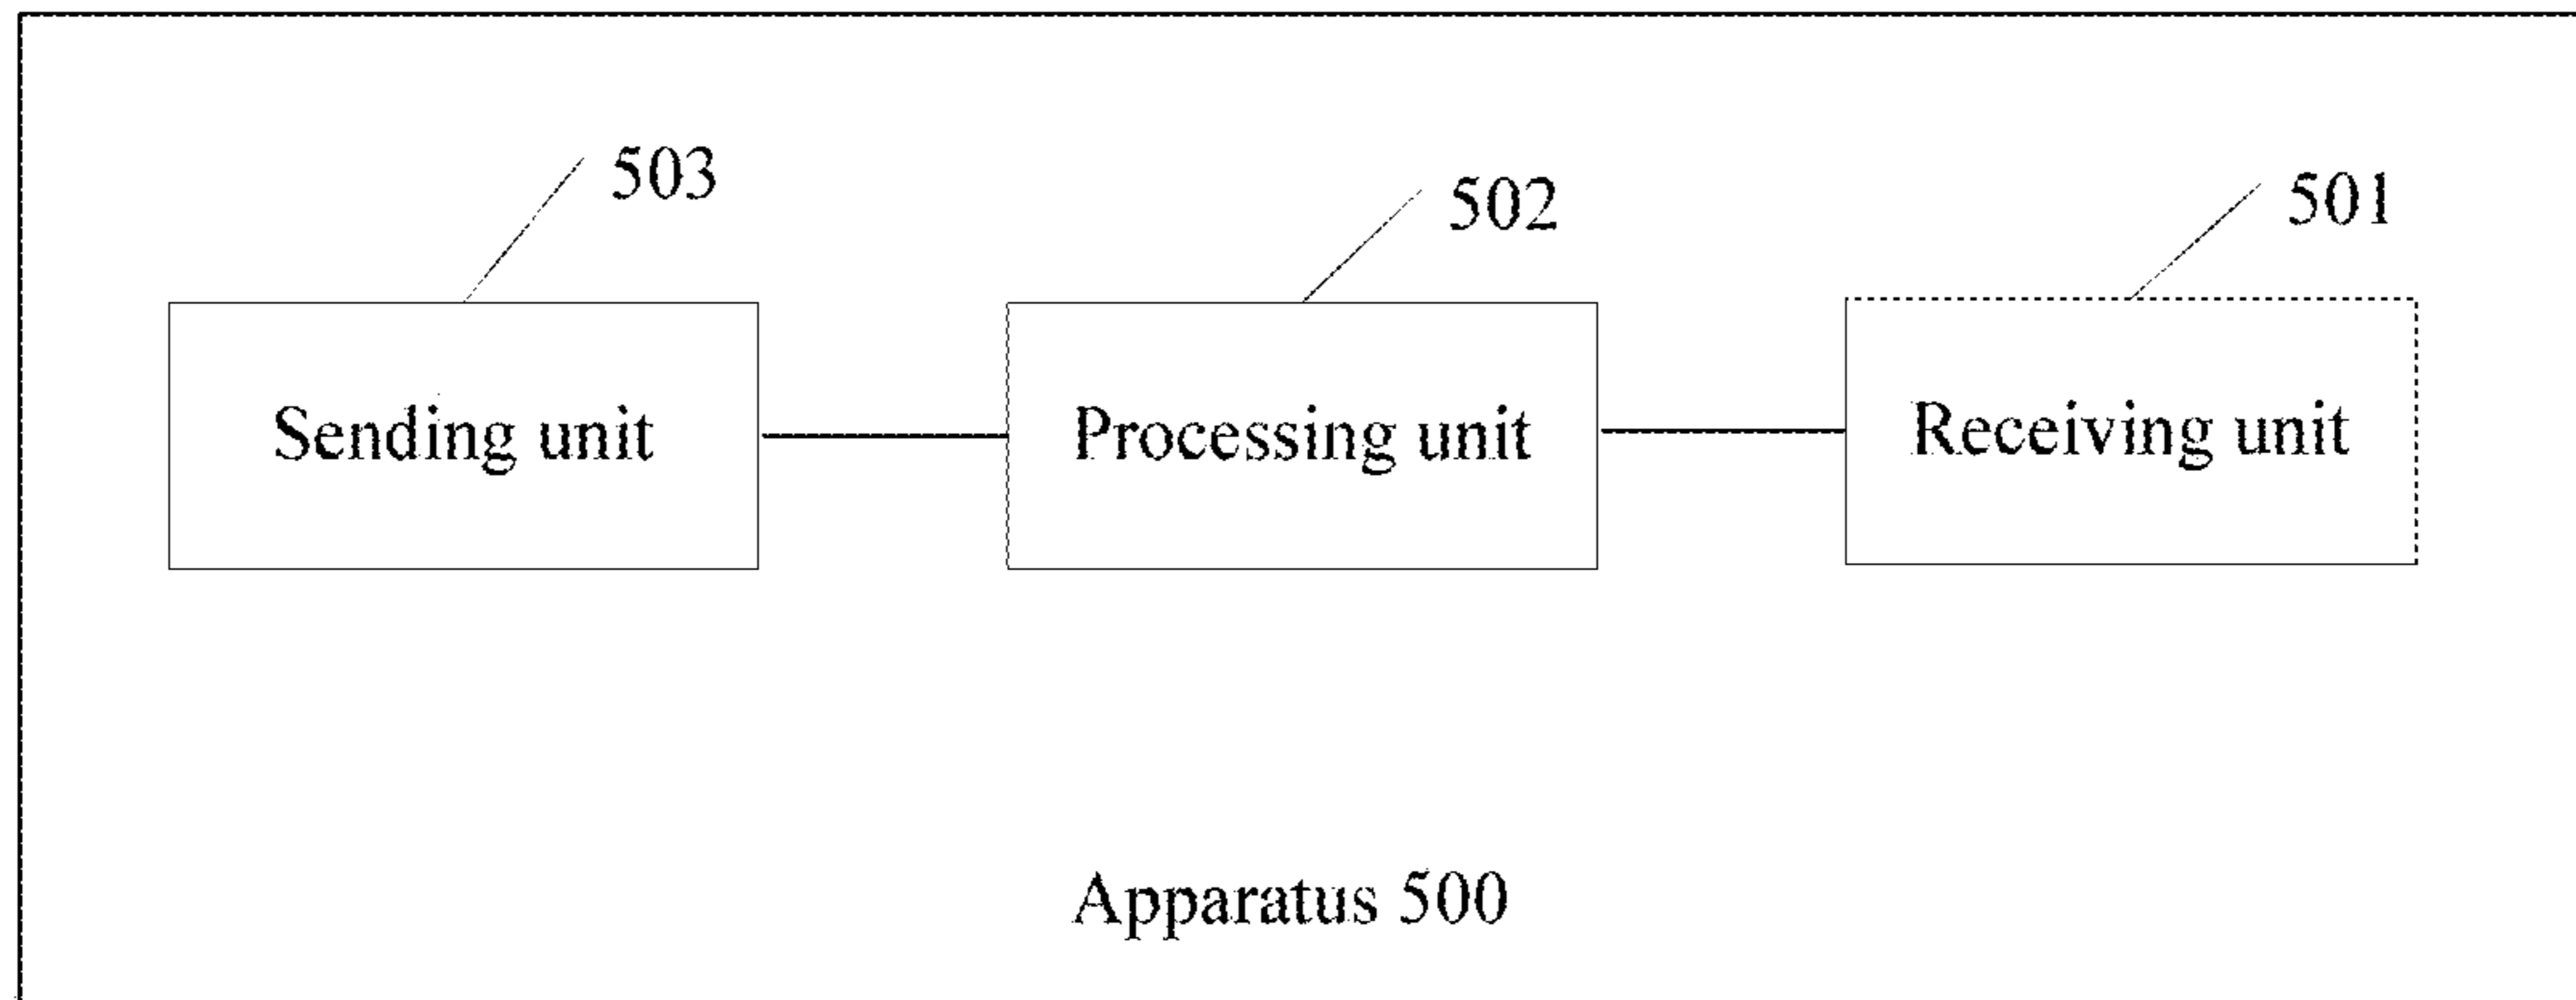 503
502
501
Sending unit
Processing unit
Receiving unit
Apparatus 500